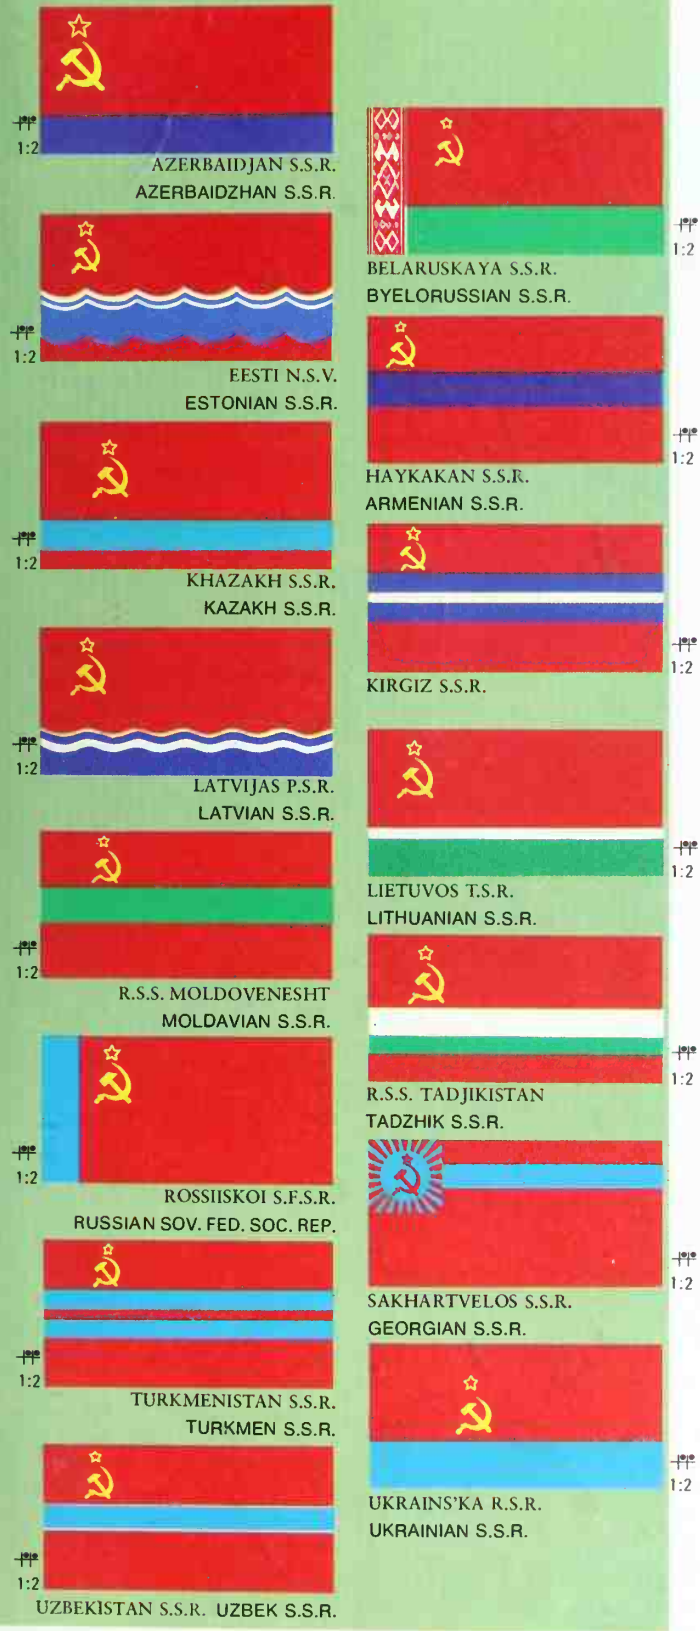 1:2
AZERBAIDJAN S.S.R.
AZERBAIDZHAN S.S.R.
1:2
EESTI N.S.V.
ESTONIAN S.S.R.
1:2
KHAZAKH S.S.R.
KAZAKH S.S.R.
1:2
LATVIJAS P.S.R.
LATVIAN S.S.R.
1:2
R.S.S. MOLDOVENESHT
MOLDAVIAN S.S.R.
1:2
ROSSIISKOI S.F.S.R.
RUSSIAN SOV. FED. SOC. REP.
1:2
TURKMENISTAN S.S.R.
TURKMEN S.S.R.
1:2
UZBEKISTAN S.S.R. UZBEK S.S.R.
1:2
BELARUSKAYA S.S.R.
BYELORUSSIAN S.S.R.
1:2
HAYKAKAN S.S.R.
ARMENIAN S.S.R.
1:2
KIRGIZ S.S.R.
1:2
LIETUVOS T.S.R.
LITHUANIAN S.S.R.
1:2
R.S.S. TADJIKISTAN
TADZHIK S.S.R.
1:2
SAKHARTVELOS S.S.R.
GEORGIAN S.S.R.
1:2
UKRAINS'KA R.S.R.
UKRAINIAN S.S.R.